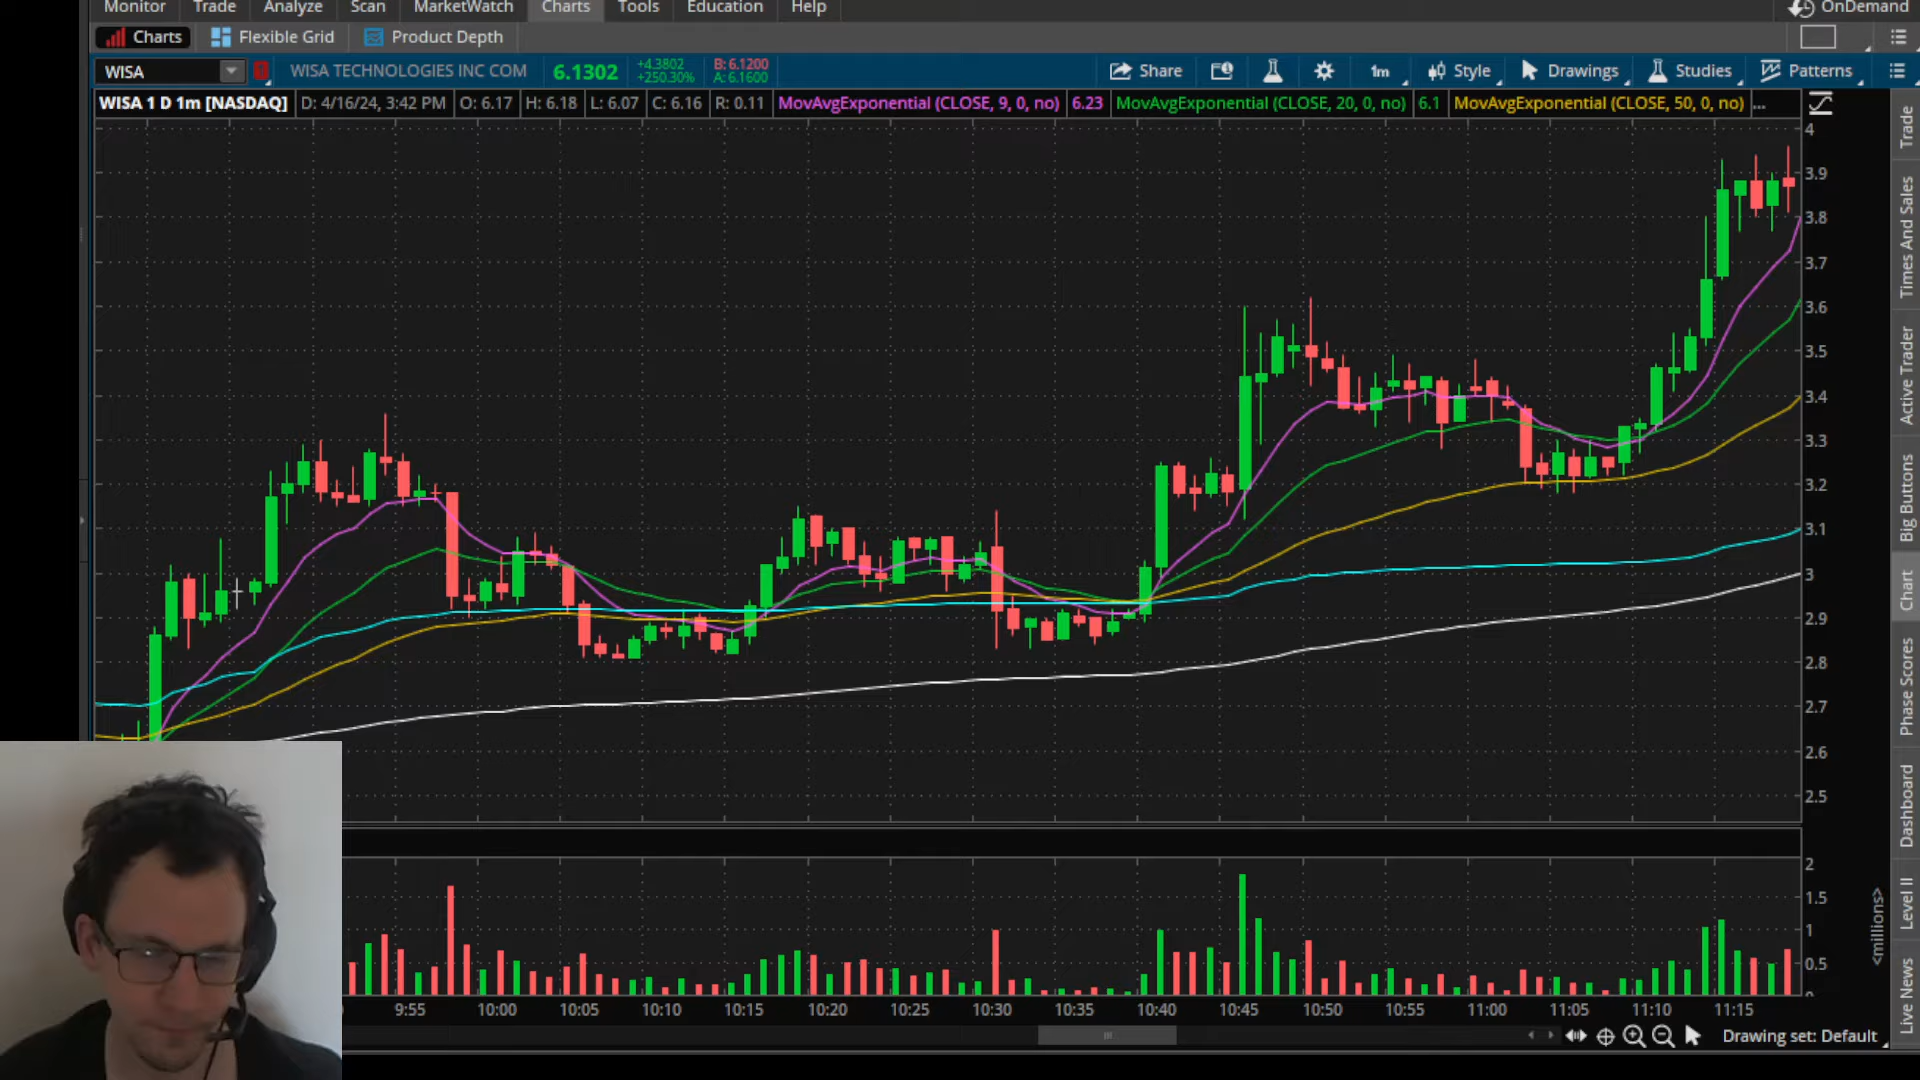 Monitor Trade Analyze Scan MarketWatch Charts Tools Education Help OnDemand
Charts Flexible Grid Product Depth
WISA WISA TECHNOLOGIES INC COM 6.1302 +4.3802 +250.30% B: 6.1200 A: 6.1600 Share 1m Style Drawings Studies Patterns
WISA 1 D 1m [NASDAQ] D: 4/16/24, 3:42 PM O: 6.17 H: 6.18 L: 6.07 C: 6.16 R: 0.11 MovAvgExponential (CLOSE, 9, 0, no) 6.23 MovAvgExponential (CLOSE, 20, 0, no) 6.1 MovAvgExponential (CLOSE, 50, 0, no) ...
4
3.9
3.8
3.7
3.6
3.5
3.4
3.3
3.2
3.1
3
2.9
2.8
2.7
2.6
2.5
2
1.5
1
0.5
<millions>
9:55 10:00 10:05 10:10 10:15 10:20 10:25 10:30 10:35 10:40 10:45 10:50 10:55 11:00 11:05 11:10 11:15
Drawing set: Default
Trade
Times And Sales
Active Trader
Big Buttons
Chart
Phase Scores
Dashboard
Level II
Live News